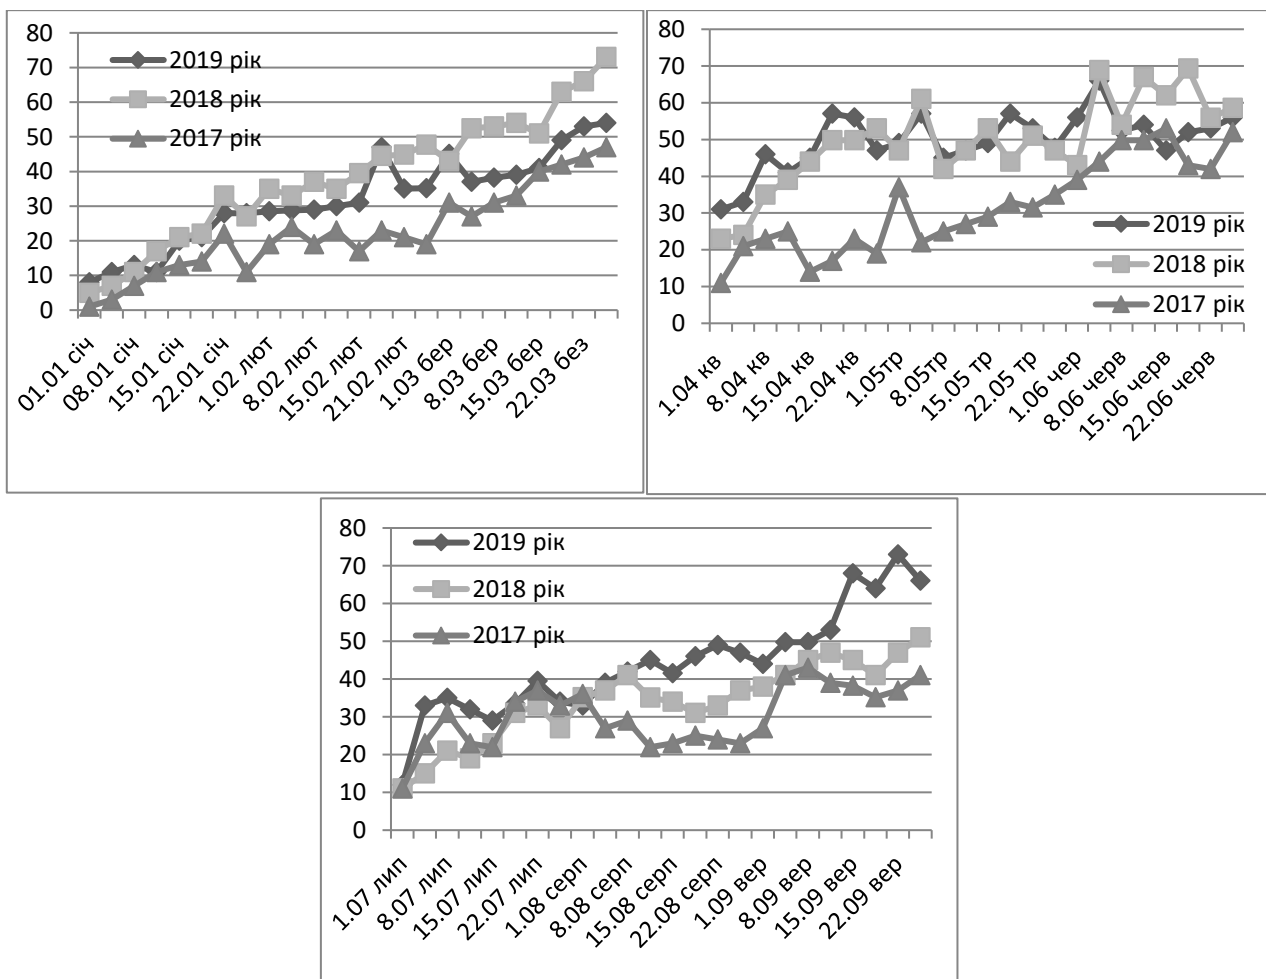 80
70
60
50
40
30
20
10
0
2019 рік
2018 рік
2017 рік
01.01 січ
08.01 січ
15.01 січ
22.01 січ
1.02 лют
8.02 лют
15.02 лют
21.02 лют
1.03 бер
8.03 бер
15.03 бер
22.03 без
80
70
60
50
40
30
20
10
0
2019 рік
2018 рік
2017 рік
1.04 кв
8.04 кв
15.04 кв
22.04 кв
1.05тр
8.05тр
15.05 тр
22.05 тр
1.06 чер
8.06 черв
15.06 черв
22.06 черв
80
70
60
50
40
30
20
10
0
2019 рік
2018 рік
2017 рік
1.07 лип
8.07 лип
15.07 лип
22.07 лип
1.08 серп
8.08 серп
15.08 серп
22.08 серп
1.09 вер
8.09 вер
15.09 вер
22.09 вер